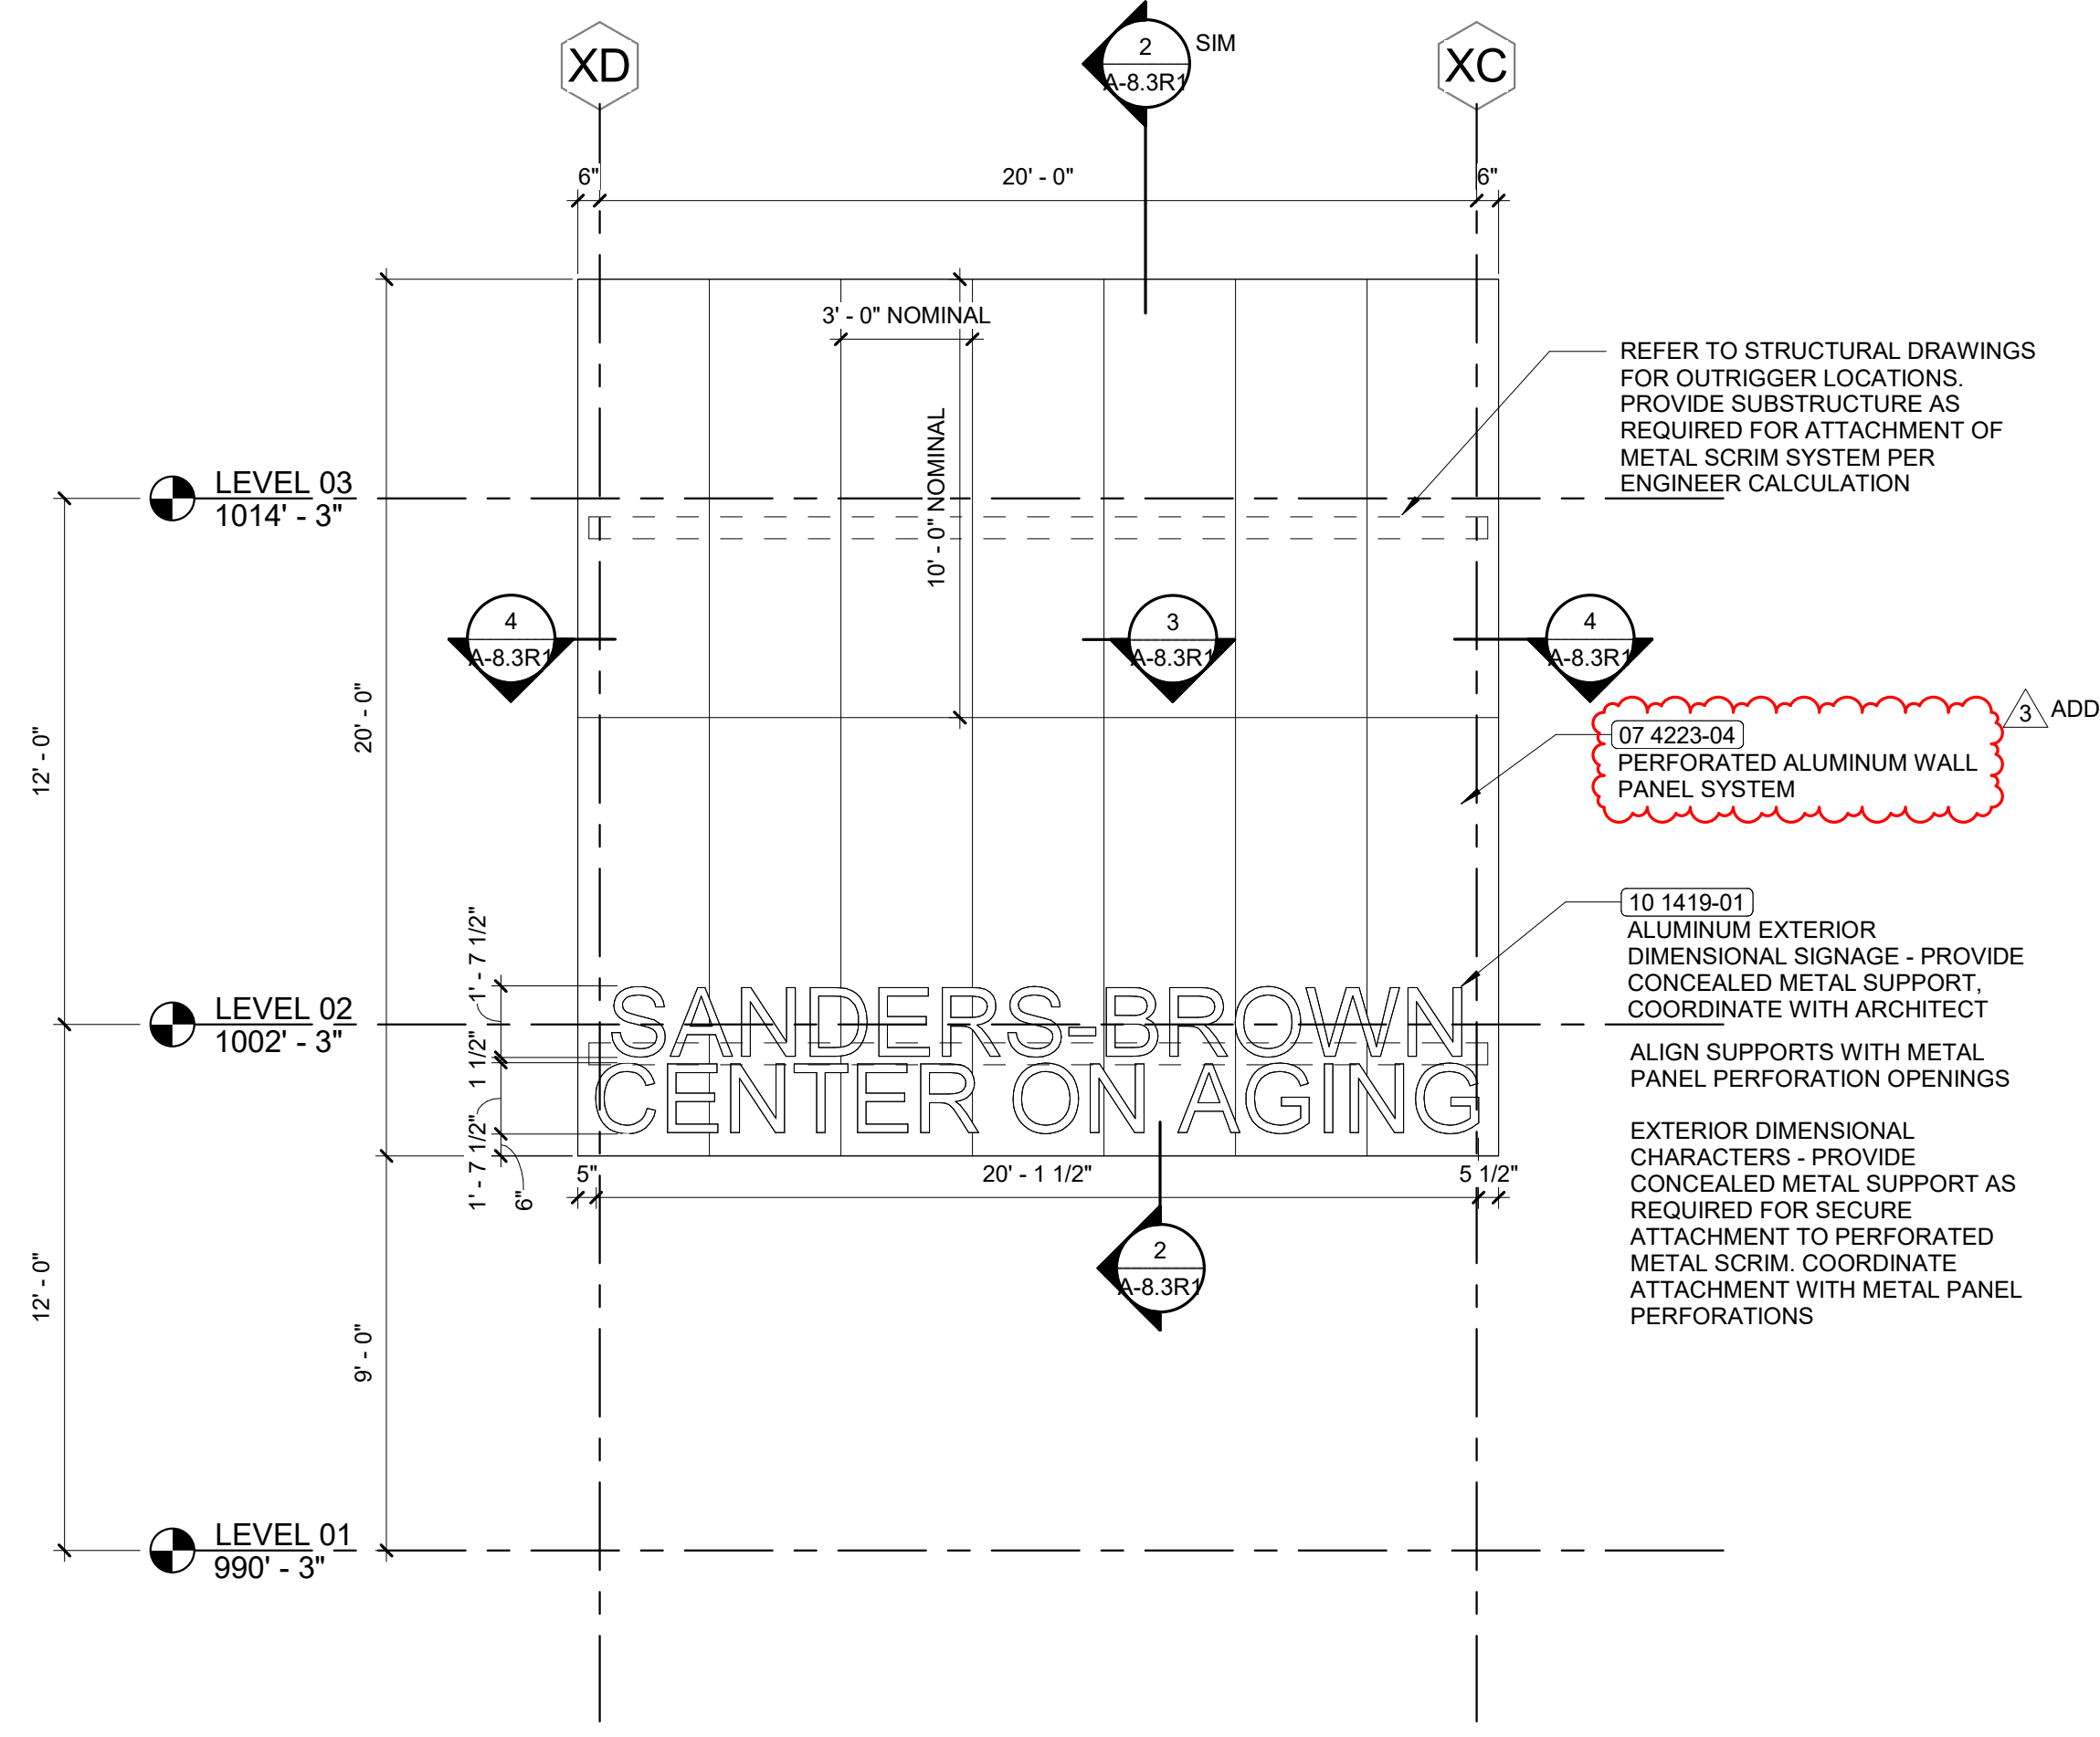 XD
XC
2
A-8.3R1
SIM
6"
20' - 0"
6"
3' - 0" NOMINAL
10' - 0" NOMINAL
REFER TO STRUCTURAL DRAWINGS
FOR OUTRIGGER LOCATIONS.
PROVIDE SUBSTRUCTURE AS
REQUIRED FOR ATTACHMENT OF
METAL SCRIM SYSTEM PER
ENGINEER CALCULATION
LEVEL 03
1014' - 3"
4
A-8.3R1
3
A-8.3R1
4
A-8.3R1
12' - 0"
20' - 0"
3
ADD
07 4223-04
PERFORATED ALUMINUM WALL
PANEL SYSTEM
10 1419-01
ALUMINUM EXTERIOR
DIMENSIONAL SIGNAGE - PROVIDE
CONCEALED METAL SUPPORT,
COORDINATE WITH ARCHITECT
ALIGN SUPPORTS WITH METAL
PANEL PERFORATION OPENINGS
EXTERIOR DIMENSIONAL
CHARACTERS - PROVIDE
CONCEALED METAL SUPPORT AS
REQUIRED FOR SECURE
ATTACHMENT TO PERFORATED
METAL SCRIM. COORDINATE
ATTACHMENT WITH METAL PANEL
PERFORATIONS
1' - 7 1/2"
LEVEL 02
1002' - 3"
SANDERS-BROWN
CENTER ON AGING
1 1/2"
1' - 7 1/2"
6"
5"
20' - 1 1/2"
5 1/2"
2
A-8.3R1
12' - 0"
9' - 0"
LEVEL 01
990' - 3"